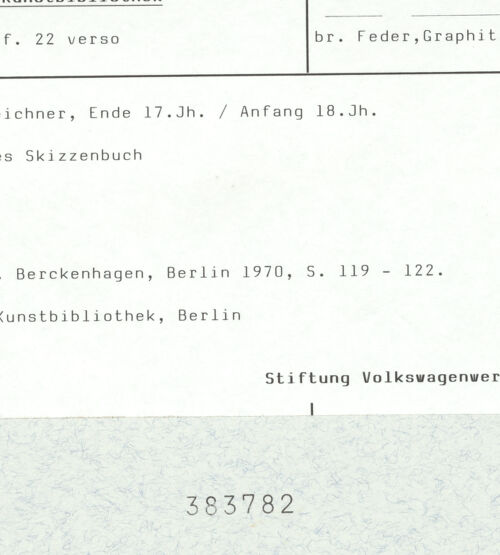 f. 22 verso
br. Feder,Graphit
eichner, Ende 17.Jh. / Anfang 18.Jh.
es Skizzenbuch
. Berckenhagen, Berlin 1970, S. 119 - 122.
Kunstbibliothek, Berlin
Stiftung Volkswagenwer
383782